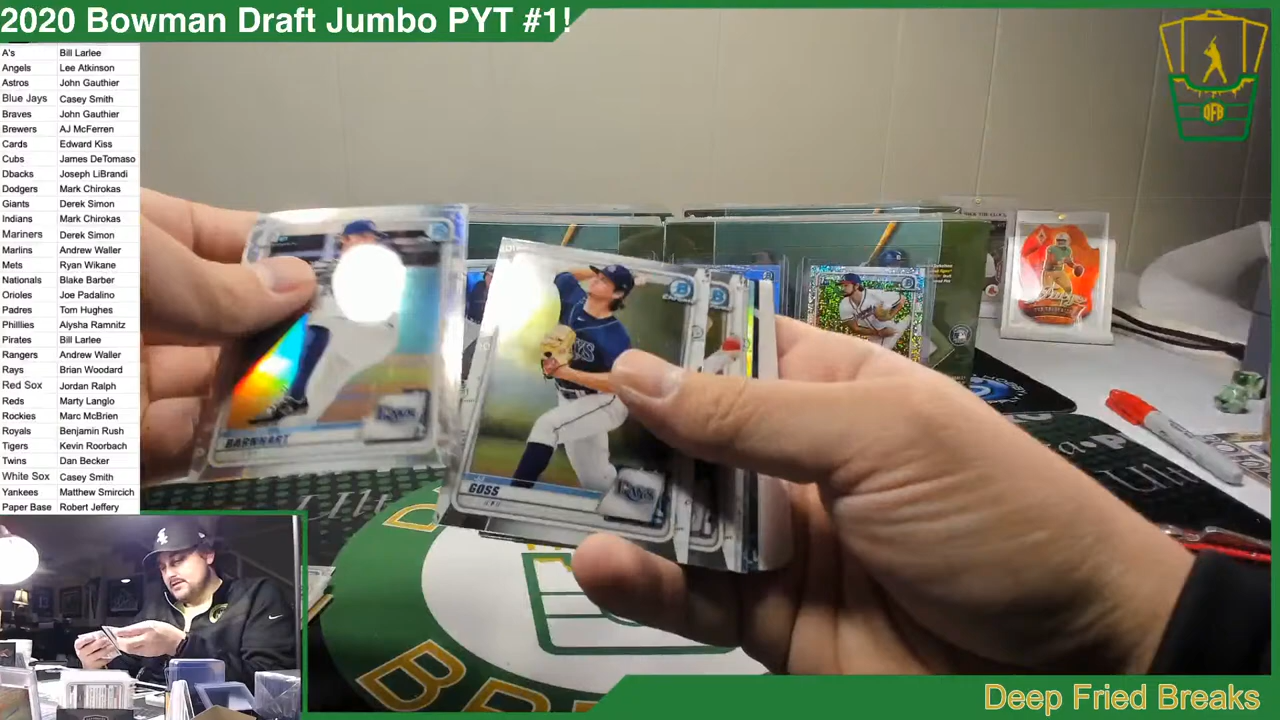 2020 Bowman Draft Jumbo PYT #1!
A's Bill Larlee
Angels Lee Atkinson
Astros John Gauthier
Blue Jays Casey Smith
Braves John Gauthier
Brewers AJ McFerren
Cards Edward Kiss
Cubs James DeTomaso
Dbacks Joseph LiBrandi
Dodgers Mark Chirokas
Giants Derek Simon
Indians Mark Chirokas
Mariners Derek Simon
Marlins Andrew Waller
Mets Ryan Wikane
Nationals Blake Barber
Orioles Joe Padalino
Padres Tom Hughes
Philllies Alysha Ramnitz
Pirates Bill Larlee
Rangers Andrew Waller
Rays Brian Woodard
Red Sox Jordan Ralph
Reds Marty Langlo
Rockies Marc McBrien
Royals Benjamin Rush
Tigers Kevin Roorbach
Twins Dan Becker
White Sox Casey Smith
Yankees Matthew Smircich
Paper Base Robert Jeffery
DFB
BARNHART
RAYS
GOSS
RAYS
Deep Fried Breaks